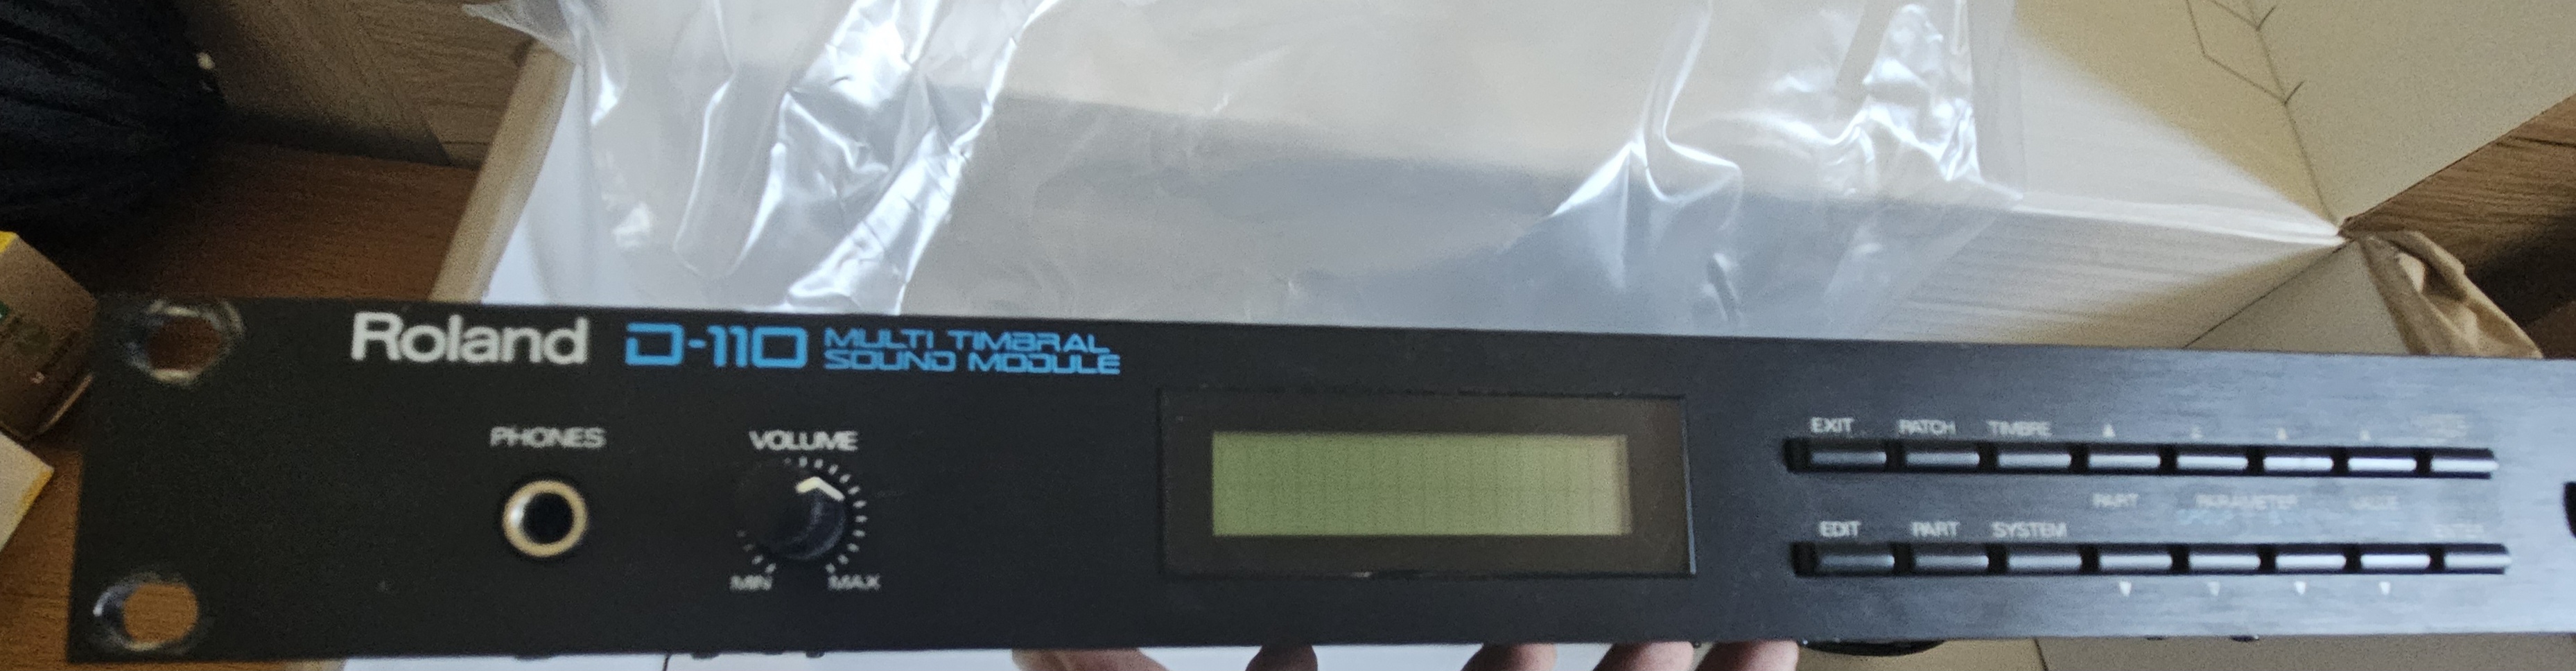 Roland D-110 MULTI TIMBRAL
SOUND MODULE
PHONES
VOLUME
MIN MAX
EXIT PATCH TIMBRE
PART PARAMETER VALUE
EDIT PART SYSTEM ENTER